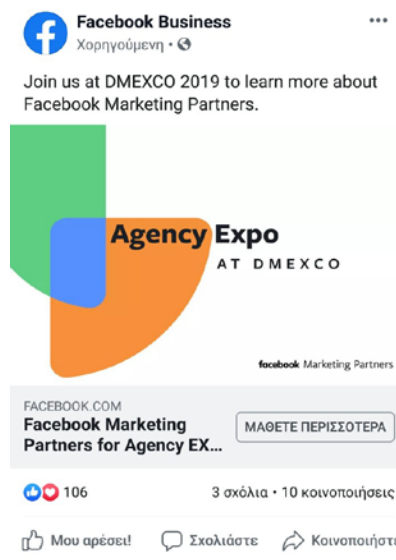 Facebook Business
Χορηγούμενη
Join us at DMEXCO 2019 to learn more about
Facebook Marketing Partners.
Agency Expo
AT DMEXCO
facebook Marketing Partners
FACEBOOK.COM
Facebook Marketing
Partners for Agency EX...
ΜΑΘΕΤΕ ΠΕΡΙΣΣΟΤΕΡΑ
106
3 σχόλια • 10 κοινοποιήσεις
Μου αρέσει! Σχολιάστε Κοινοποιήστ